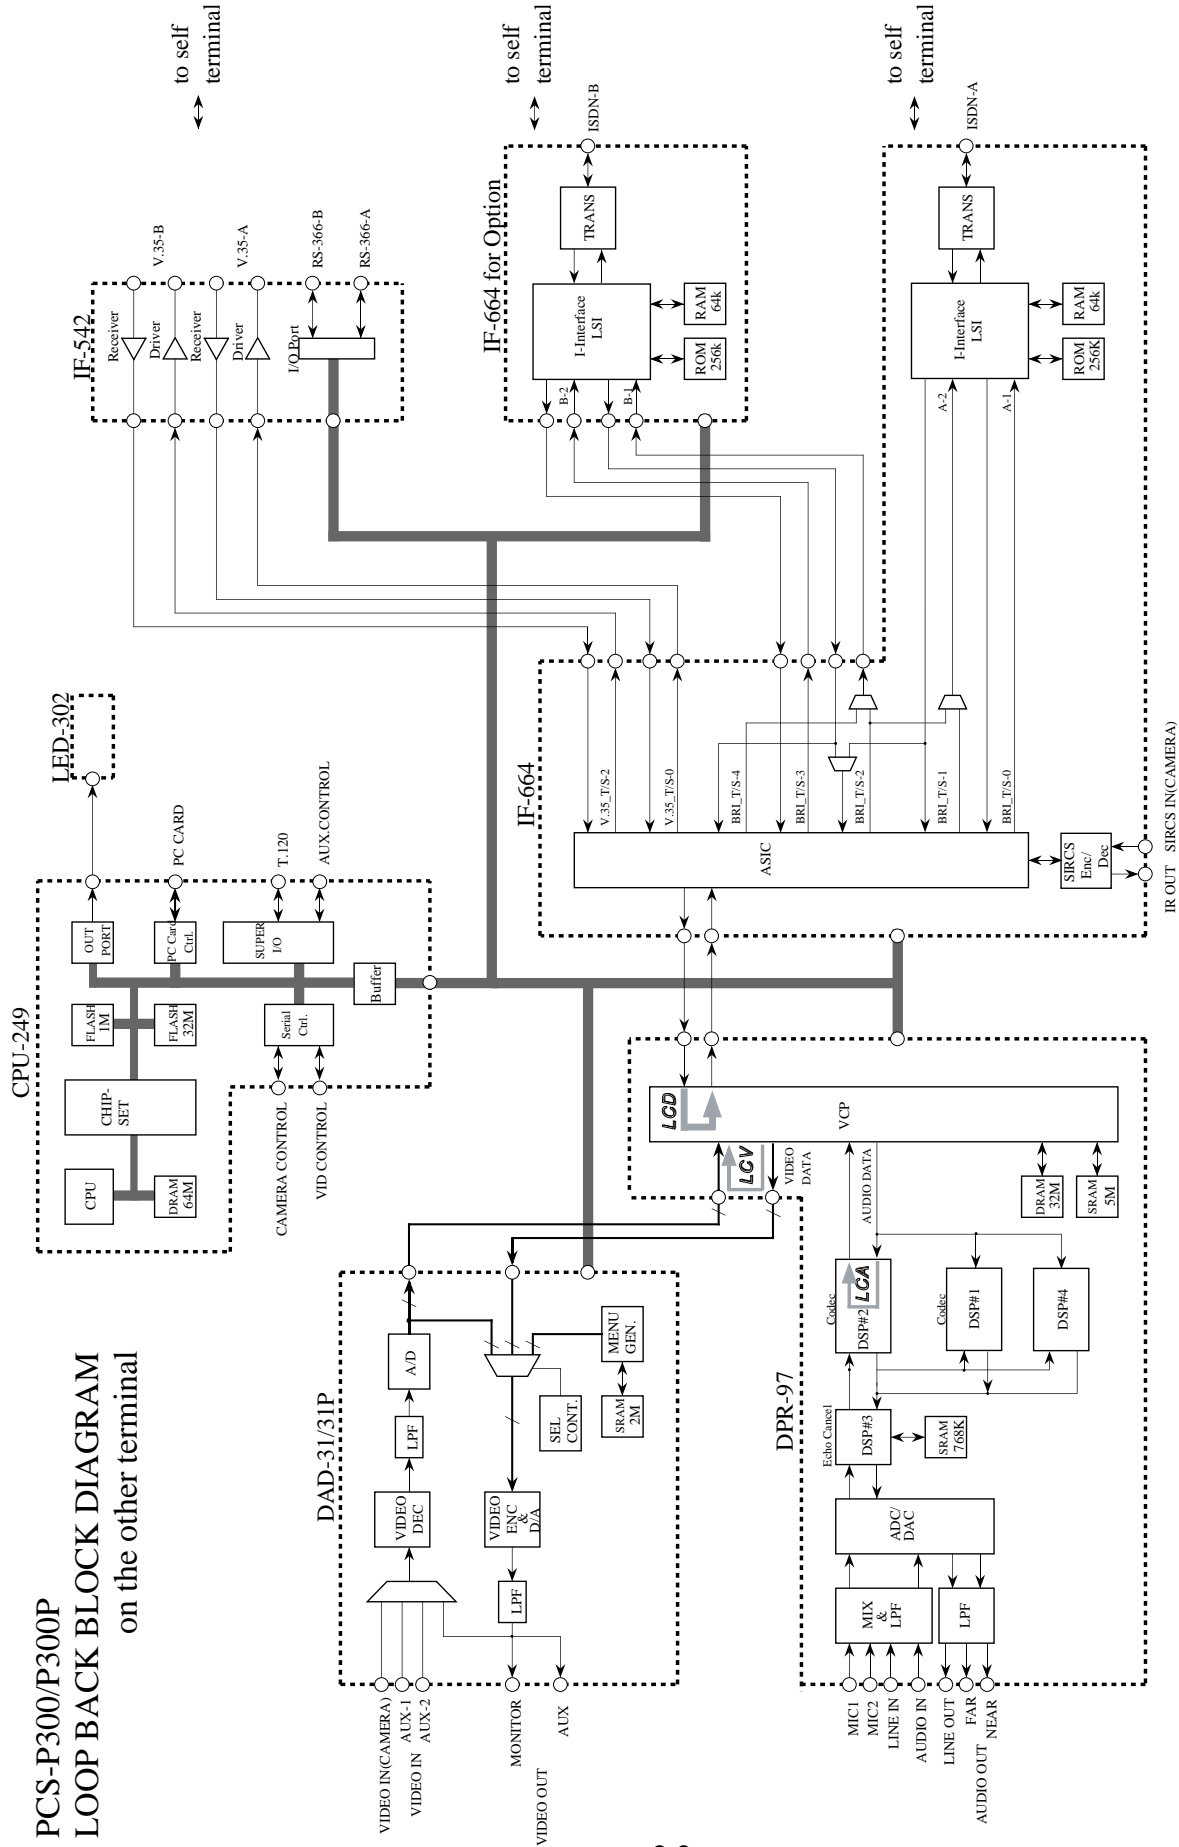 PCS-P300/P300P
LOOP BACK BLOCK DIAGRAM
on the other terminal
CPU-249
CPU
DRAM
64M
CHIP-
SET
FLASH
1M
FLASH
32M
OUT
PORT
PC Card
Ctrl.
Serial
Ctrl.
SUPER
I/O
Buffer
CAMERA CONTROL
VID CONTROL
PC CARD
T.120
AUX.CONTROL
LED-302
IF-542
Receiver
Driver
Receiver
Driver
I/O Port
V.35-B
V.35-A
RS-366-B
RS-366-A
to self
terminal
IF-664 for Option
B-2
B-1
I-Interface
LSI
ROM
256k
RAM
64k
TRANS
ISDN-B
to self
terminal
IF-664
ASIC
V.35_T/S-2
V.35_T/S-0
BRI_T/S-4
BRI_T/S-3
BRI_T/S-2
BRI_T/S-1
BRI_T/S-0
SIRCS
Enc/
Dec
IR OUT
SIRCS IN(CAMERA)
A-2
A-1
I-Interface
LSI
ROM
256K
RAM
64k
TRANS
ISDN-A
to self
terminal
DAD-31/31P
VIDEO IN(CAMERA)
AUX-1
VIDEO IN
AUX-2
MONITOR
VIDEO OUT
AUX
VIDEO
DEC
LPF
A/D
LPF
VIDEO
ENC
&
D/A
SEL
CONT.
SRAM
2M
MENU
GEN.
DPR-97
MIC1
MIC2
LINE IN
AUDIO IN
LINE OUT
FAR
AUDIO OUT
NEAR
MIX
&
LPF
LPF
ADC/
DAC
Echo Cancel
DSP#3
SRAM
768K
Codec
DSP#2
LCA
Codec
DSP#1
DSP#4
AUDIO DATA
VIDEO
DATA
LCV
LCD
VCP
DRAM
32M
SRAM
5M